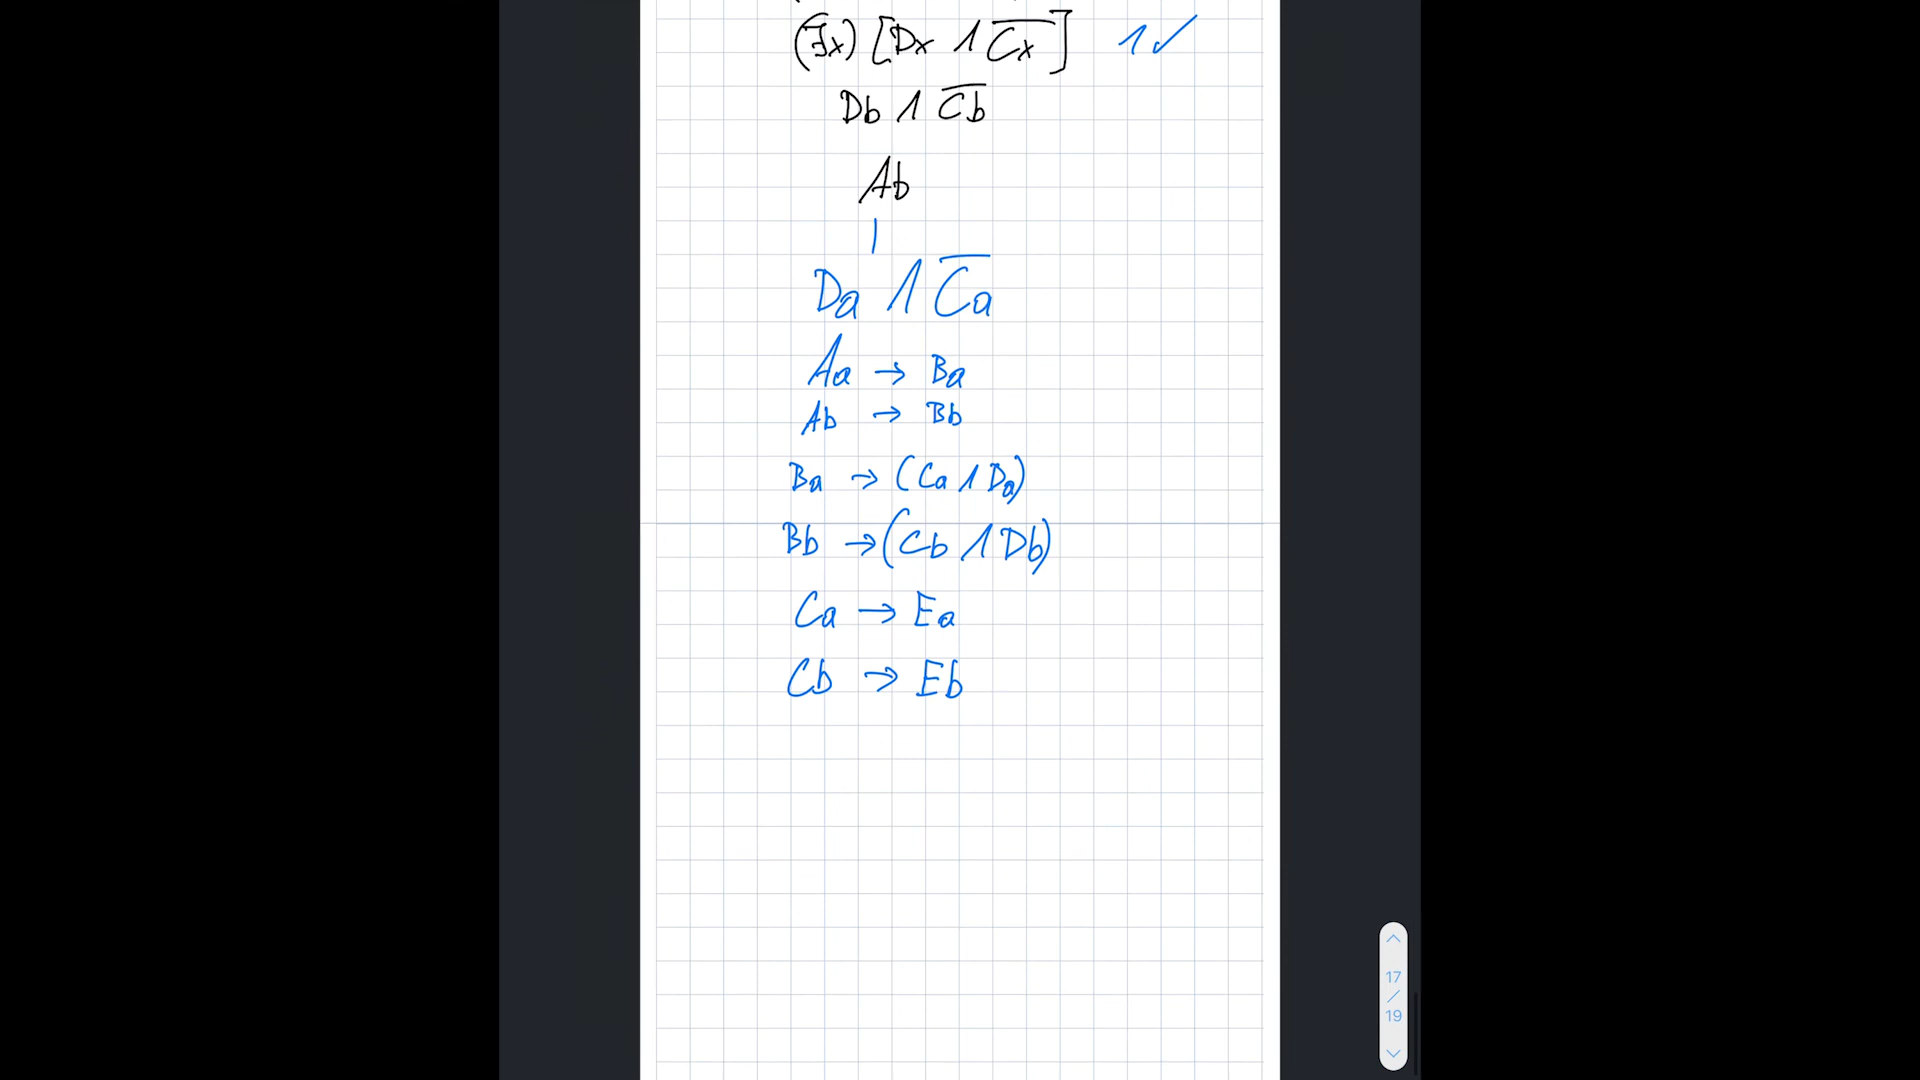 (∃x) [Dx ∧ C̅x̅] 1 ✓
Db ∧ C̅b̅
Ab
|
Da ∧ C̅a̅
Aa → Ba
Ab → Bb
Ba → (Ca ∧ Da)
Bb → (Cb ∧ Db)
Ca → Ea
Cb → Eb
17
/
19